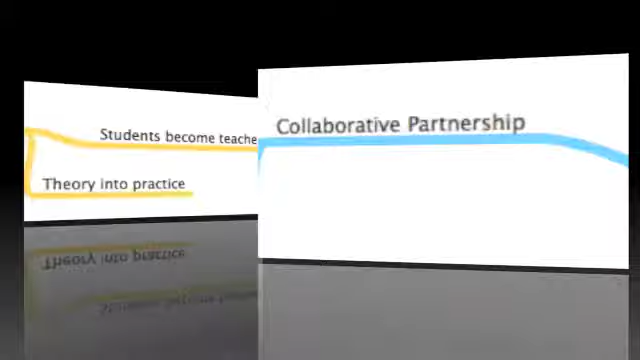 Students become teache
Theory into practice
Collaborative Partnership